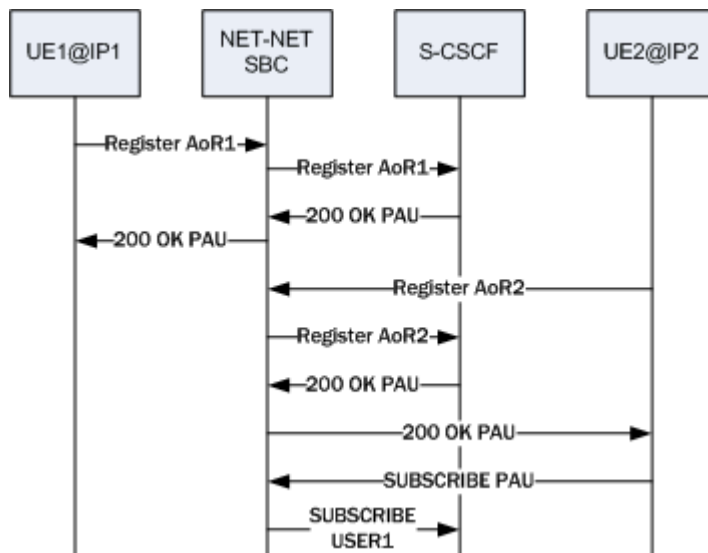 UE1@IP1
NET-NET
SBC
S-CSCF
UE2@IP2
Register AoR1
Register AoR1
200 OK PAU
200 OK PAU
Register AoR2
Register AoR2
200 OK PAU
200 OK PAU
SUBSCRIBE PAU
SUBSCRIBE
USER1